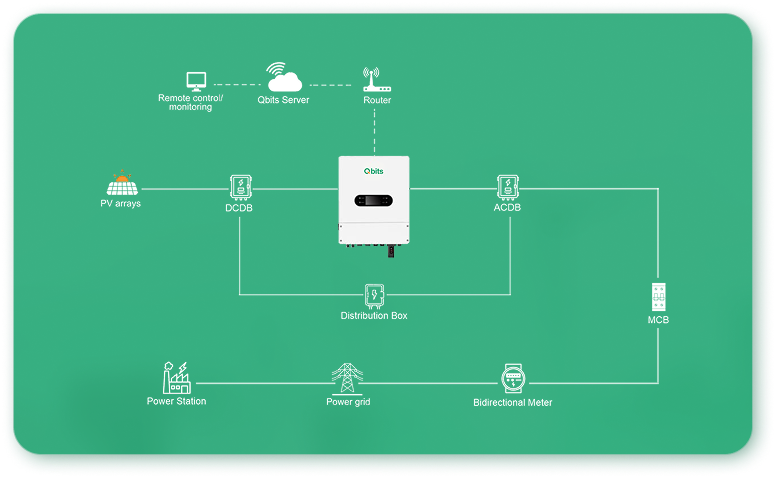 Remote control/
monitoring
Qbits Server
Router
Qbits
PV arrays
DCDB
ACDB
Distribution Box
MCB
Power Station
Power grid
Bidirectional Meter